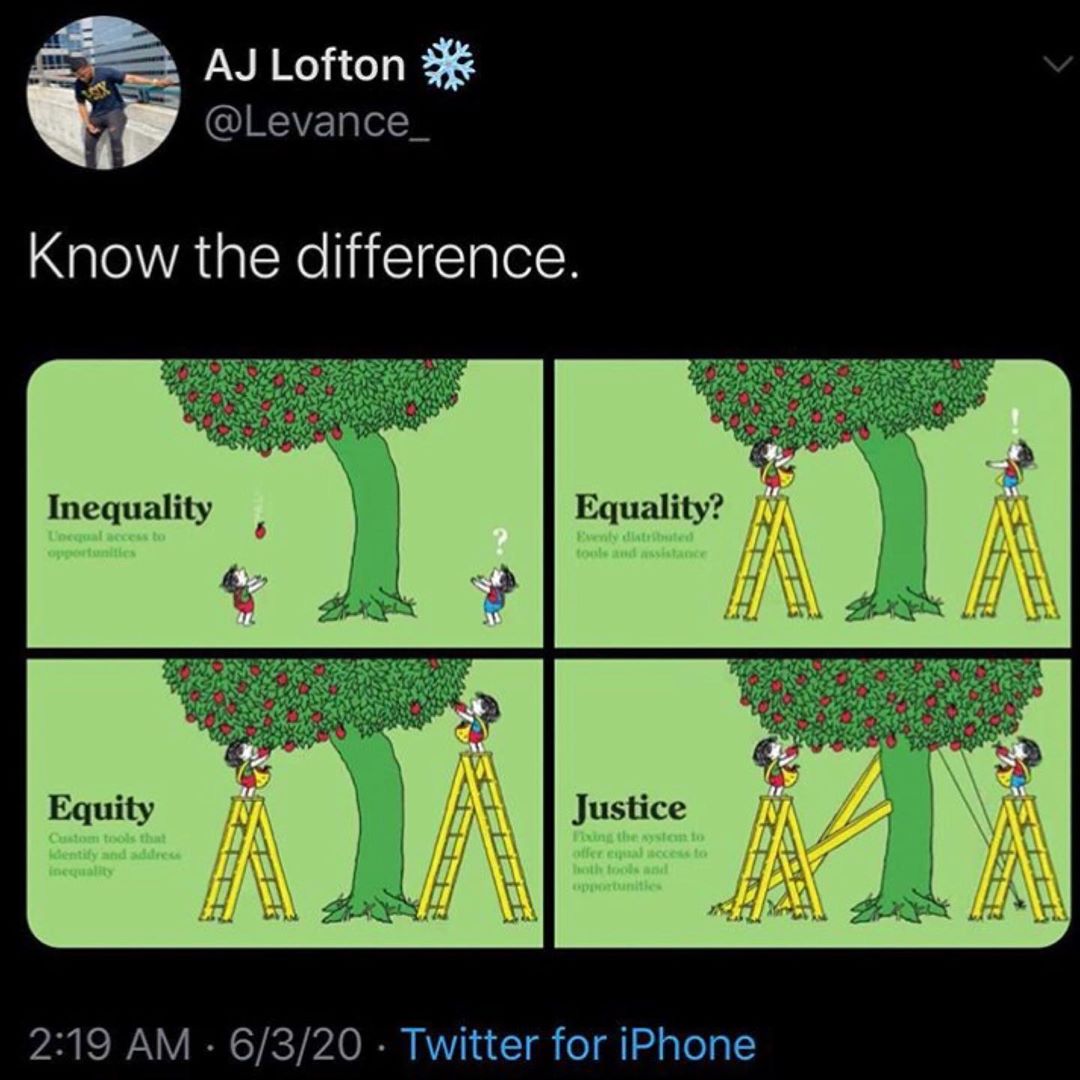 AJ Lofton ❄️
@Levance_
Know the difference.
Inequality
Unequal access to
opportunities
?
Equality?
Evenly distributed
tools and assistance
!
Equity
Custom tools that
identify and address
inequality
Justice
Fixing the system to
offer equal access to
both tools and
opportunities
2:19 AM · 6/3/20 · Twitter for iPhone